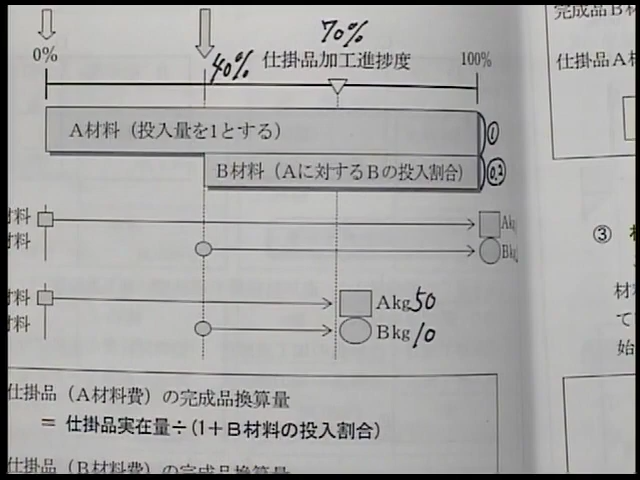 70%
完成品B
0%
40%
仕掛品加工進捗度
100%
仕掛品A
A材料(投入量を1とする)
1
B材料(Aに対するBの投入割合)
材料
Akg
材料
Bkg
③
材料
Akg 50
材料
Bkg 10
材
て
始
仕掛品(A材料費)の完成品換算量
= 仕掛品実在量÷(1+B材料の投入割合)
仕掛品(B材料費)の完成品換算量